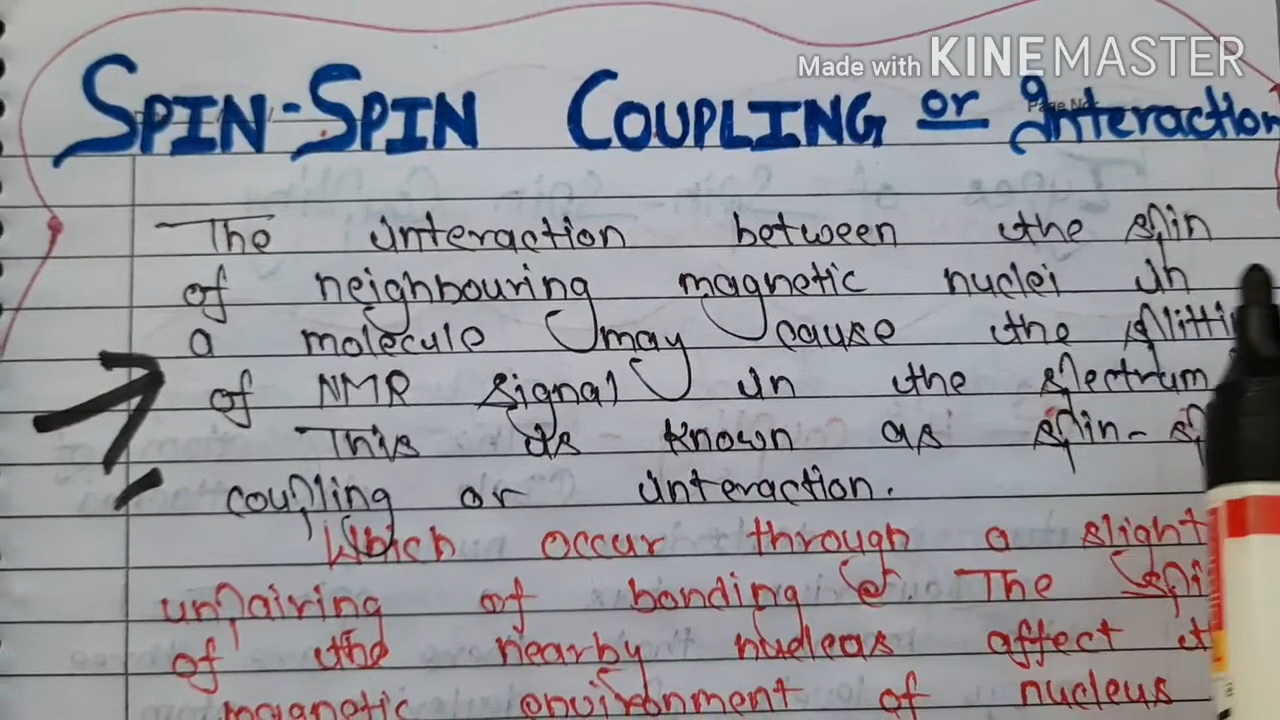 Made with KINEMASTER
SPIN-SPIN COUPLING or Interaction
The interaction between the spin
of neighbouring magnetic nuclei in
a molecule may cause the
of NMR signal in the spectrum
This is known as spin-
coupling or interaction.
Which occur through a slight
unpairing of bonding e. The
of the nearby nucleas affect
magnetic environment of nucleus